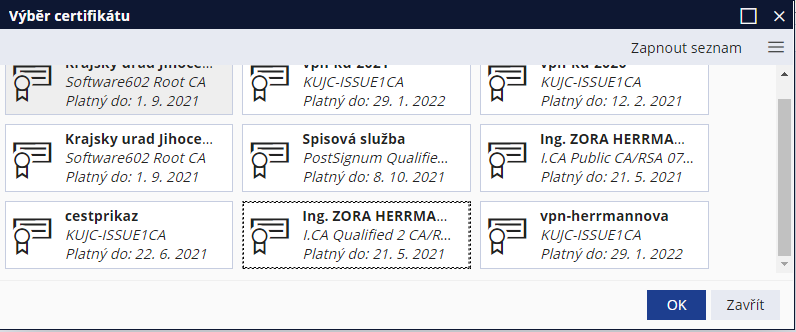 Výběr certifikátu
Zapnout seznam
Krajsky urad Jihoce...
Software602 Root CA
Platný do: 1. 9. 2021
vpn-ku-2021
KUJC-ISSUE1CA
Platný do: 29. 1. 2022
vpn-ku-2020
KUJC-ISSUE1CA
Platný do: 12. 2. 2021
Krajsky urad Jihoce...
Software602 Root CA
Platný do: 1. 9. 2021
Spisová služba
PostSignum Qualifie...
Platný do: 8. 10. 2021
Ing. ZORA HERRMA...
I.CA Public CA/RSA 07...
Platný do: 21. 5. 2021
cestprikaz
KUJC-ISSUE1CA
Platný do: 22. 6. 2021
Ing. ZORA HERRMA...
I.CA Qualified 2 CA/R...
Platný do: 21. 5. 2021
vpn-herrmannova
KUJC-ISSUE1CA
Platný do: 29. 1. 2022
OK
Zavřít